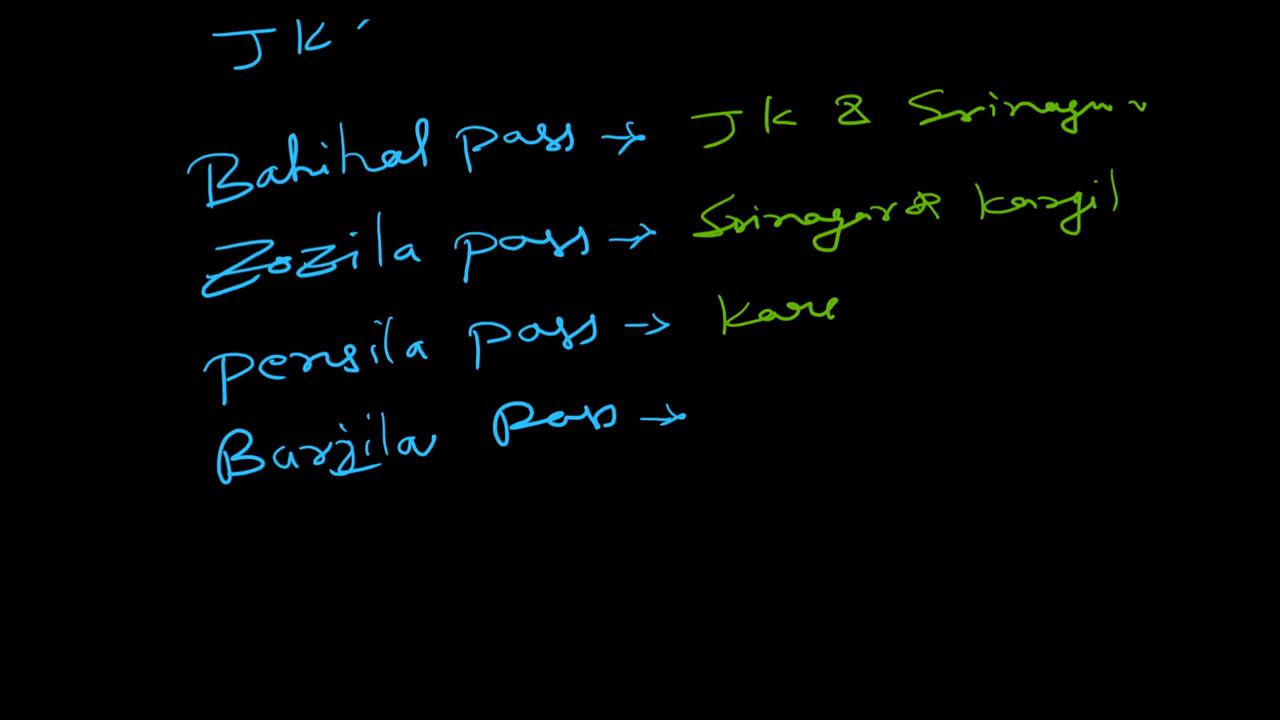 JK
Bahihal pass → JK & Srinagar
Zozila pass → Srinagar & Kargil
Pensila pass → Kar
Barzila Pass →